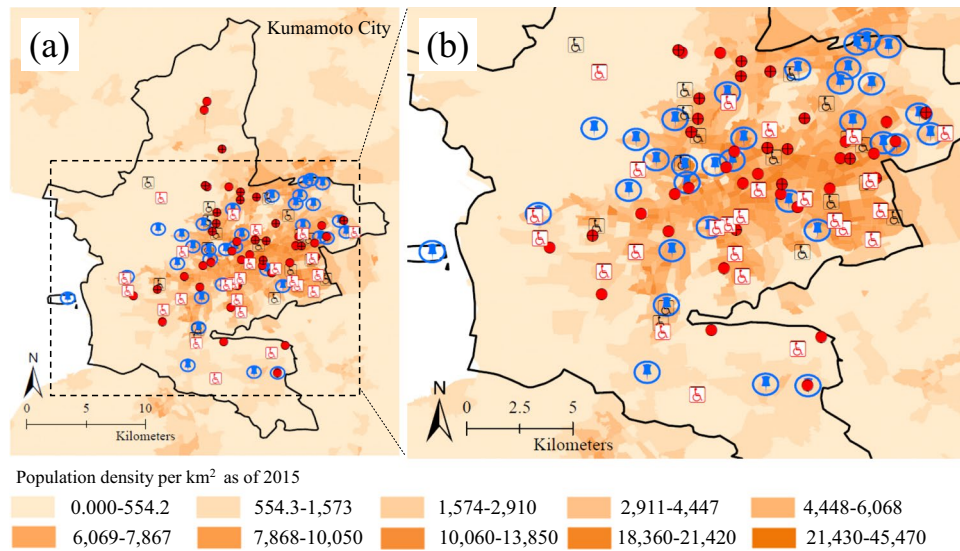 (a)
Kumamoto City
(b)
N
0 5 10
Kilometers
N
0 2.5 5
Kilometers
Population density per km² as of 2015
0.000-554.2 554.3-1,573 1,574-2,910 2,911-4,447 4,448-6,068
6,069-7,867 7,868-10,050 10,060-13,850 18,360-21,420 21,430-45,470